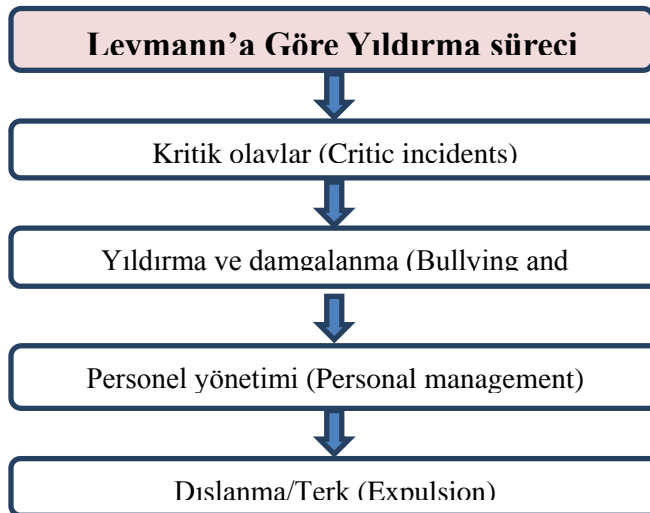 Leymann’a Göre Yıldırma süreci
Kritik olaylar (Critic incidents)
Yıldırma ve damgalanma (Bullying and
Personel yönetimi (Personal management)
Dışlanma/Terk (Expulsion)